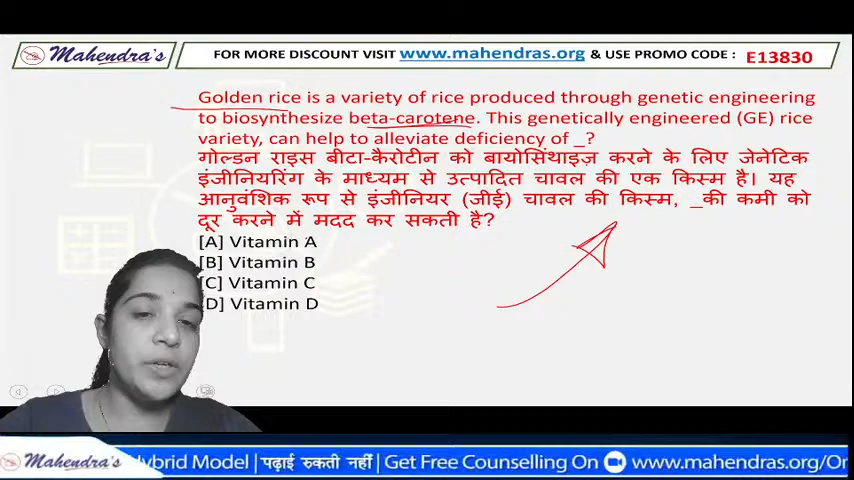 Mahendra's
FOR MORE DISCOUNT VISIT www.mahendras.org & USE PROMO CODE : E13830
Golden rice is a variety of rice produced through genetic engineering
to biosynthesize beta-carotene. This genetically engineered (GE) rice
variety, can help to alleviate deficiency of _?
गोल्डन राइस बीटा-कैरोटीन को बायोसिंथाइज़ करने के लिए जेनेटिक
इंजीनियरिंग के माध्यम से उत्पादित चावल की एक किस्म है। यह
आनुवंशिक रूप से इंजीनियर (जीई) चावल की किस्म, _की कमी को
दूर करने में मदद कर सकती है?
[A] Vitamin A
[B] Vitamin B
[C] Vitamin C
D] Vitamin D
Mahendra's Hybrid Model | पढ़ाई रुकती नहीं | Get Free Counselling On www.mahendras.org/On